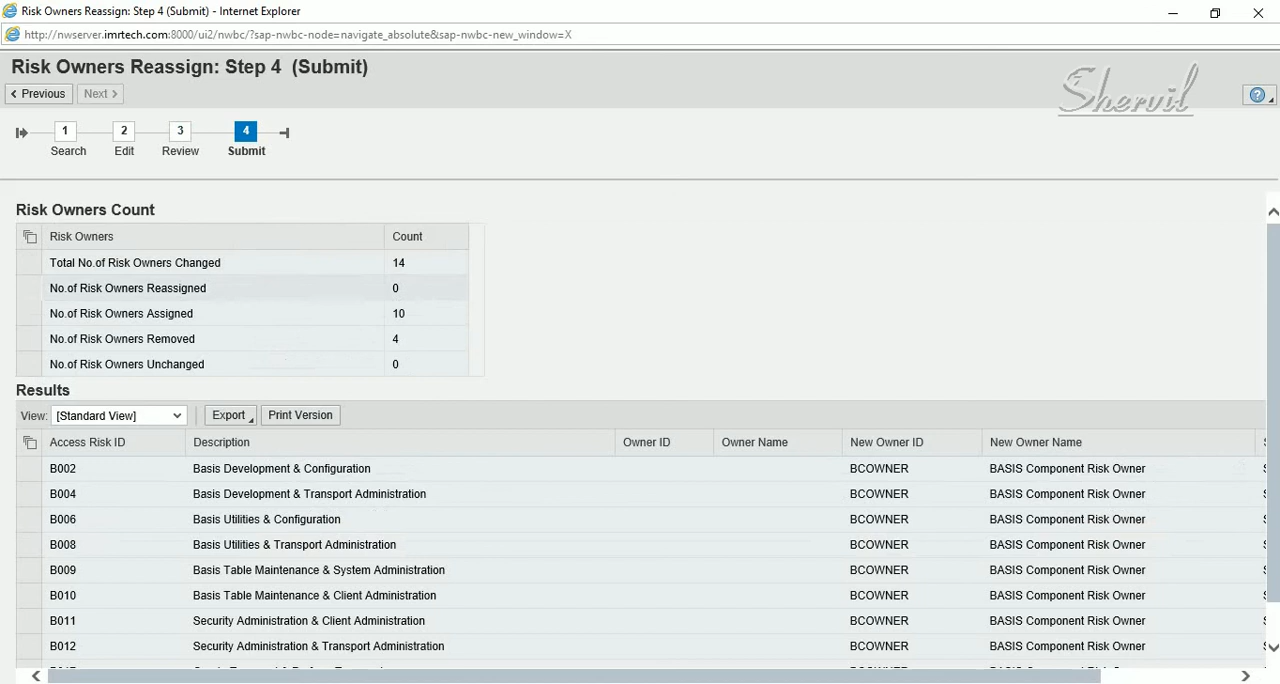 Risk Owners Reassign: Step 4 (Submit) - Internet Explorer
http://nwserver.imrtech.com:8000/ui2/nwbc/?sap-nwbc-node=navigate_absolute&sap-nwbc-new_window=X
Risk Owners Reassign: Step 4 (Submit)
Shervil
Previous Next
1 2 3 4
Search Edit Review Submit
Risk Owners Count
Risk Owners Count
Total No.of Risk Owners Changed 14
No.of Risk Owners Reassigned 0
No.of Risk Owners Assigned 10
No.of Risk Owners Removed 4
No.of Risk Owners Unchanged 0
Results
View: [Standard View] Export Print Version
Access Risk ID Description Owner ID Owner Name New Owner ID New Owner Name
B002 Basis Development & Configuration BCOWNER BASIS Component Risk Owner
B004 Basis Development & Transport Administration BCOWNER BASIS Component Risk Owner
B006 Basis Utilities & Configuration BCOWNER BASIS Component Risk Owner
B008 Basis Utilities & Transport Administration BCOWNER BASIS Component Risk Owner
B009 Basis Table Maintenance & System Administration BCOWNER BASIS Component Risk Owner
B010 Basis Table Maintenance & Client Administration BCOWNER BASIS Component Risk Owner
B011 Security Administration & Client Administration BCOWNER BASIS Component Risk Owner
B012 Security Administration & Transport Administration BCOWNER BASIS Component Risk Owner